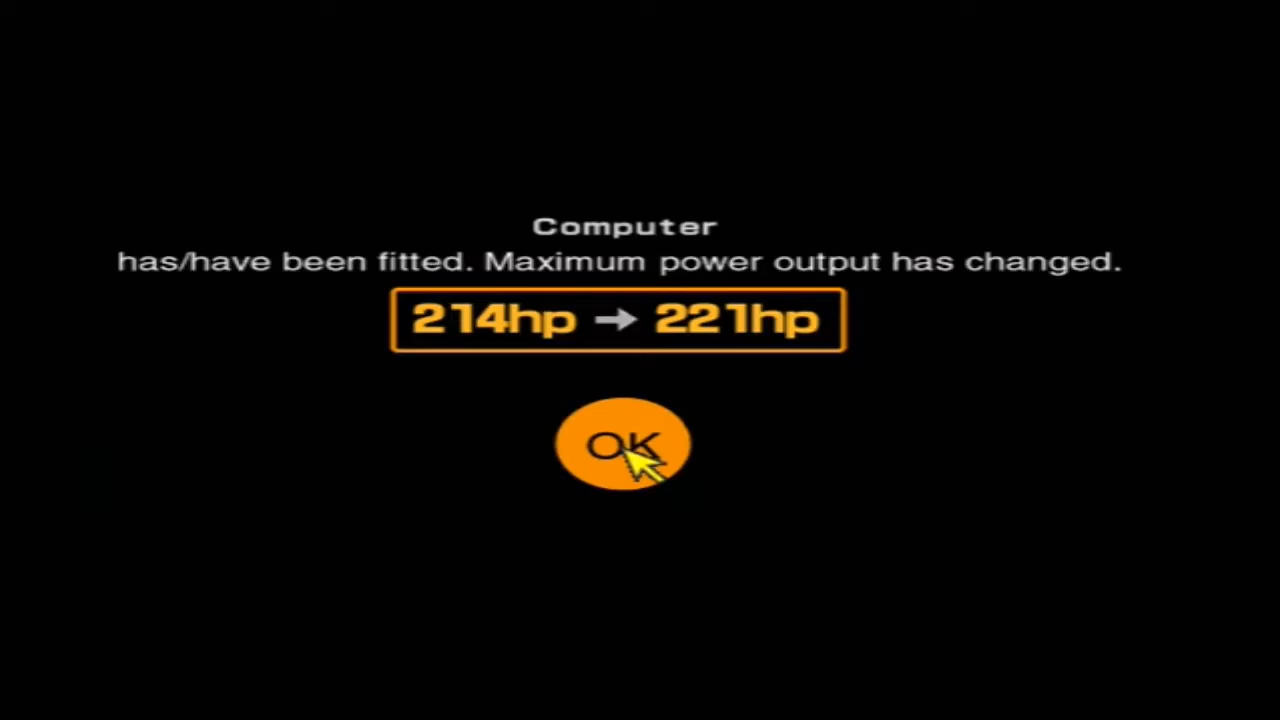 Computer
has/have been fitted. Maximum power output has changed.
214hp → 221hp
OK